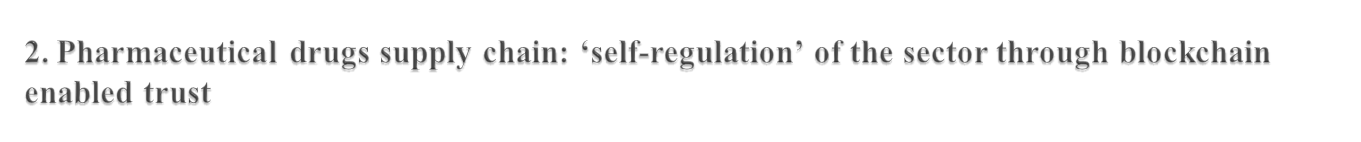 2. Pharmaceutical drugs supply chain: ‘self-regulation’ of the sector through blockchain
enabled trust